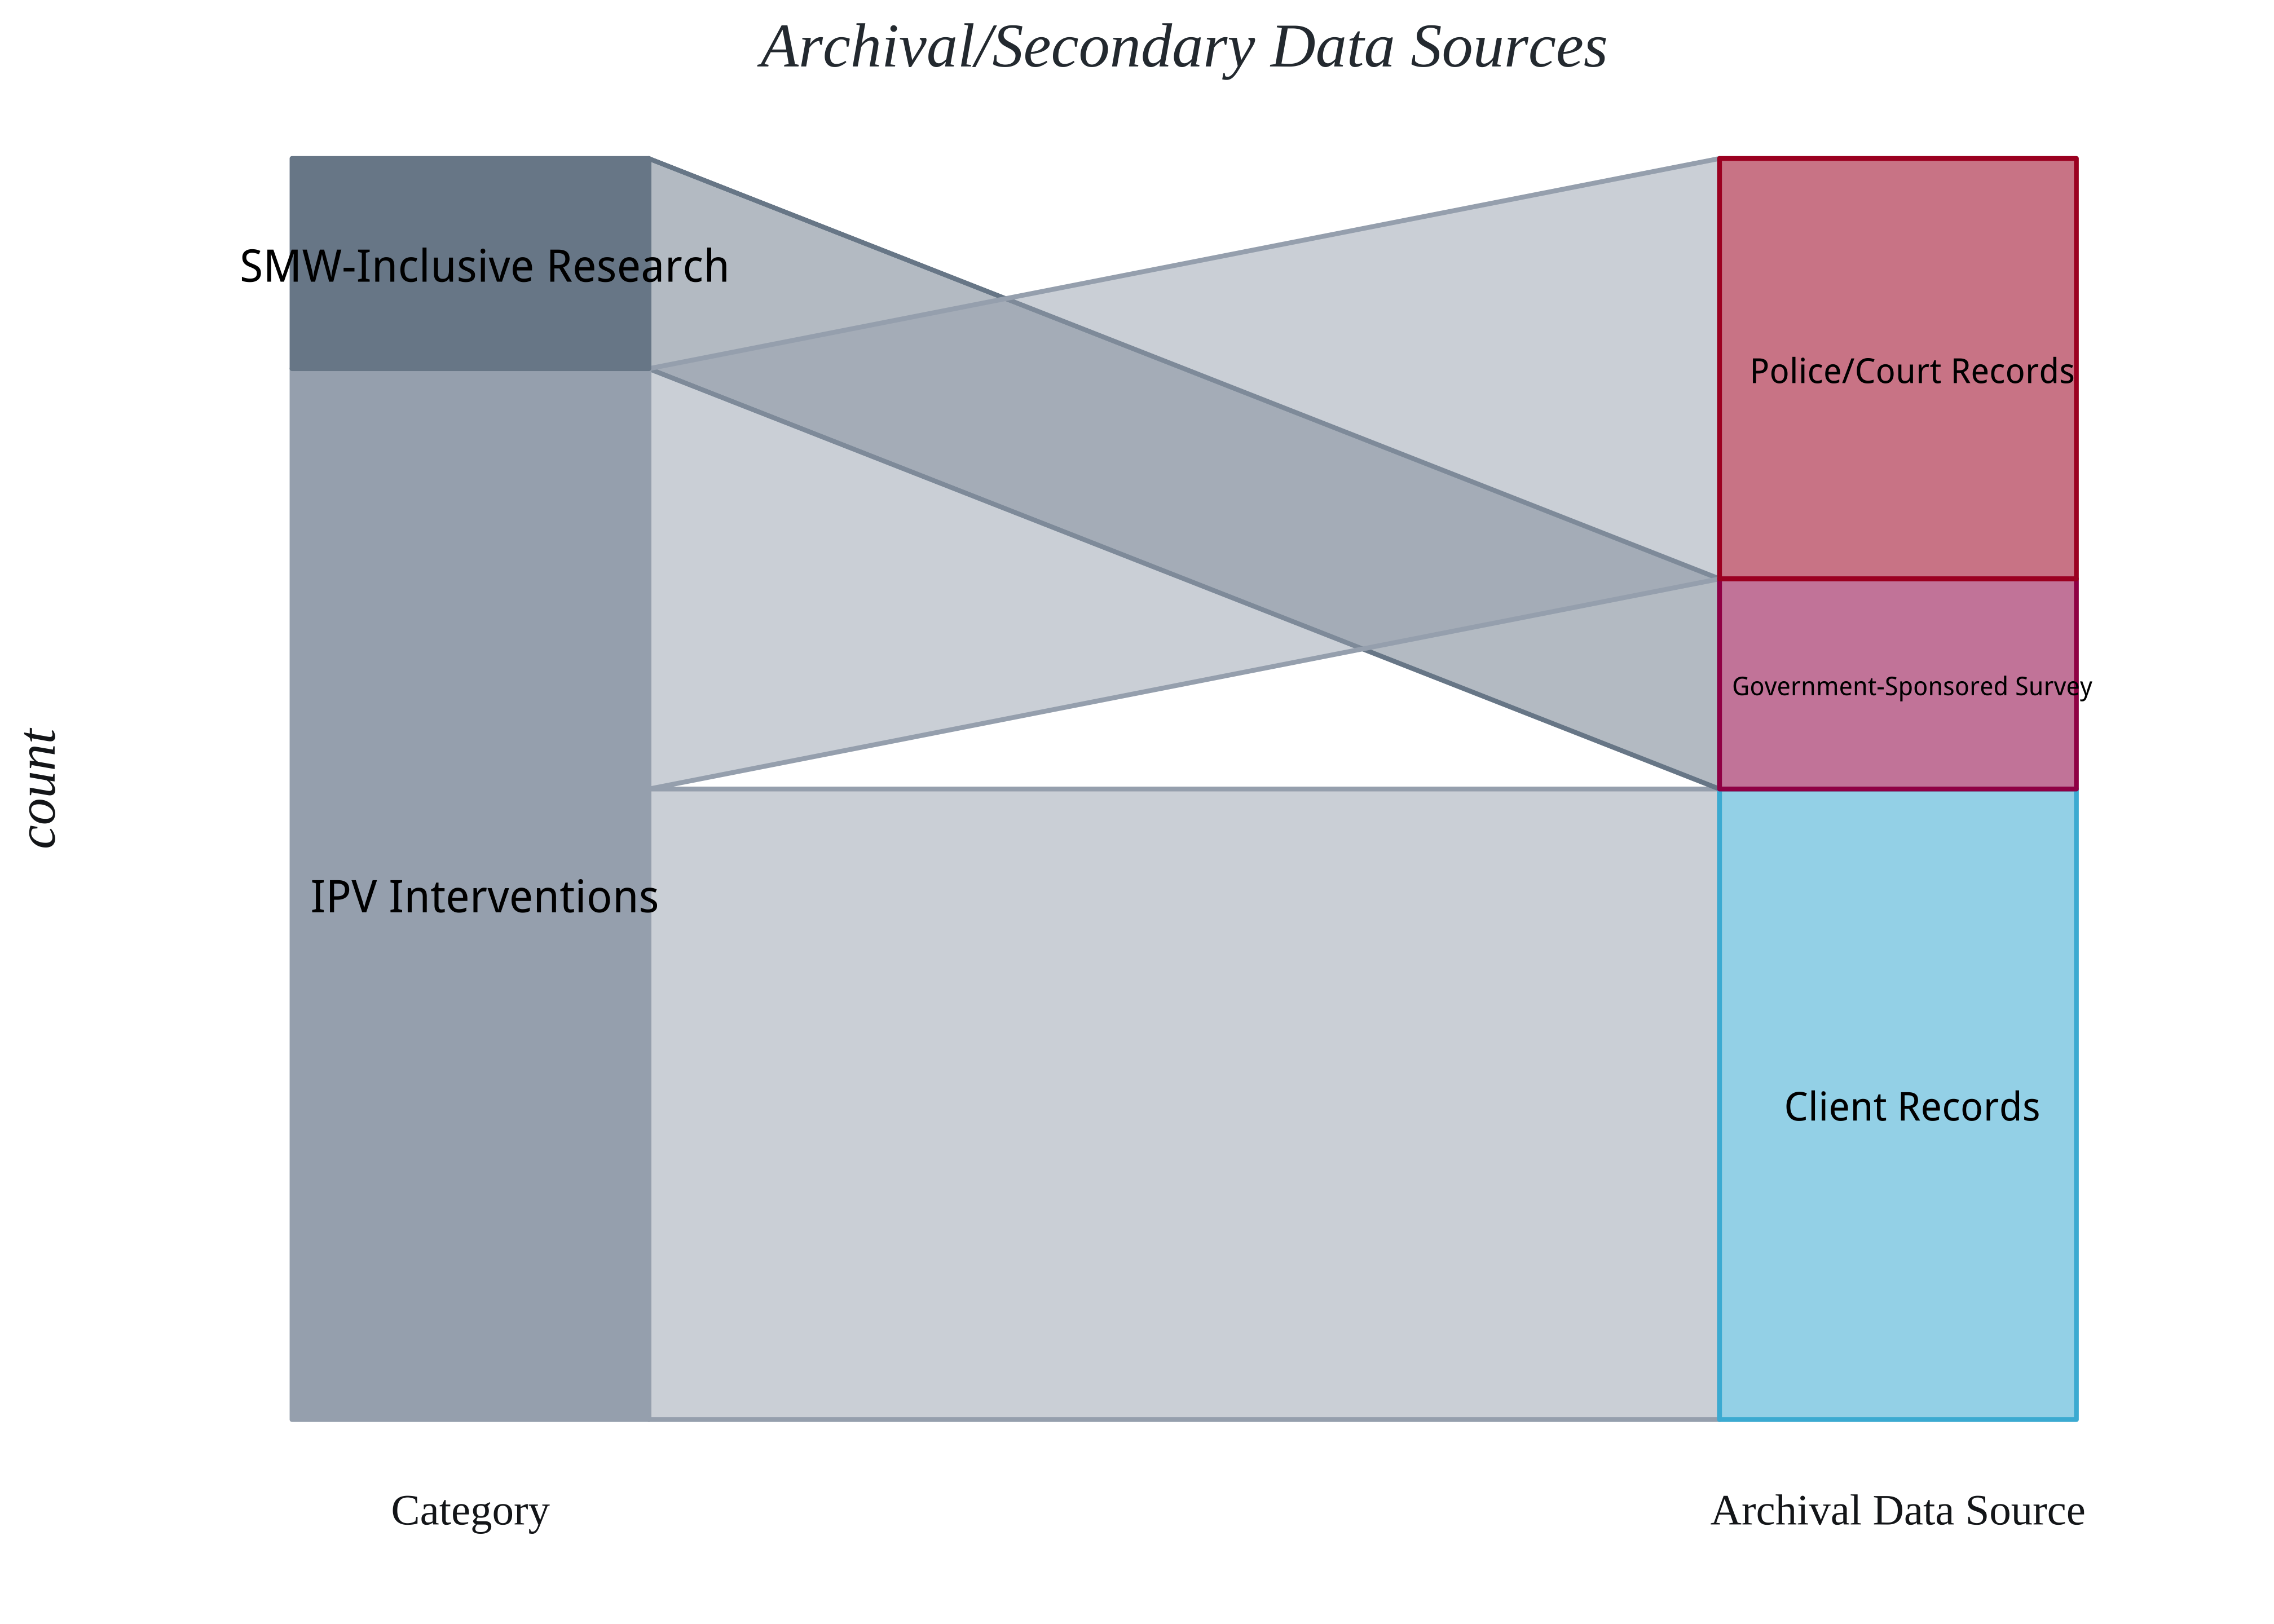 Archival/Secondary Data Sources
SMW-Inclusive Research
Police/Court Records
Government-Sponsored Survey
count
IPV Interventions
Client Records
Category
Archival Data Source